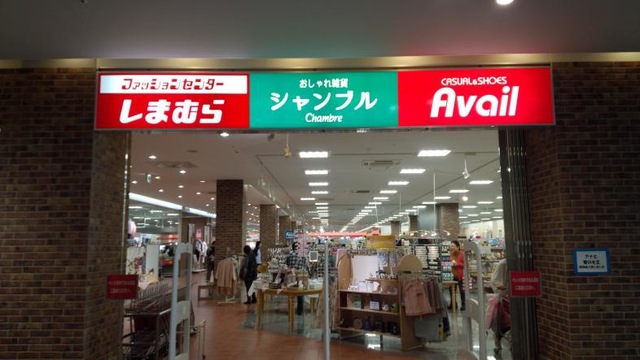 ファッションセンター
しまむら
おしゃれ雑貨
シャンブル
Chambre
CASUAL&SHOES
Avail